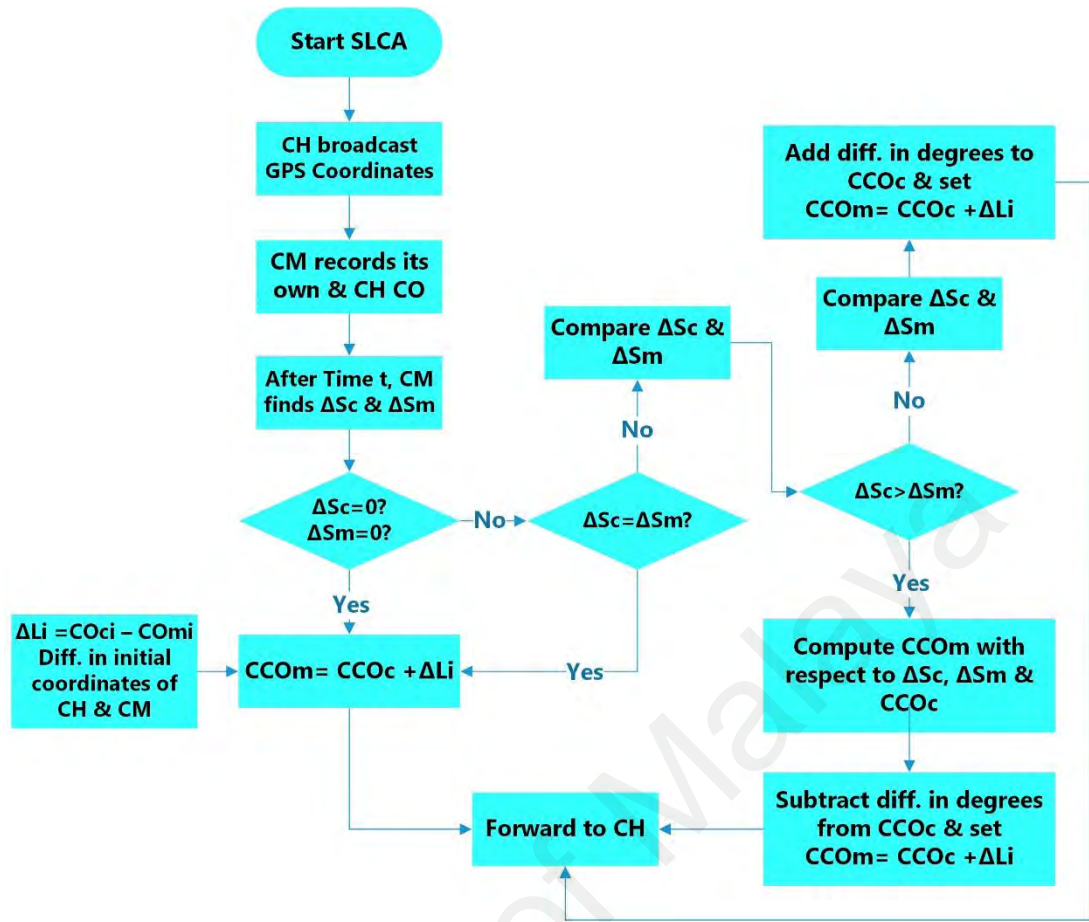 Start SLCA
CH broadcast
GPS Coordinates
CM records its
own & CH CO
After Time t, CM
finds ΔSc & ΔSm
ΔSc=0?
ΔSm=0?
No
Yes
ΔSc=ΔSm?
No
Yes
Compare ΔSc &
ΔSm
ΔSc>ΔSm?
No
Yes
Compare ΔSc &
ΔSm
Add diff. in degrees to
CCOc & set
CCOm= CCOc +ΔLi
ΔLi =COci – COmi
Diff. in initial
coordinates of
CH & CM
CCOm= CCOc +ΔLi
Compute CCOm with
respect to ΔSc, ΔSm &
CCOc
Subtract diff. in degrees
from CCOc & set
CCOm= CCOc +ΔLi
Forward to CH
of Malaya